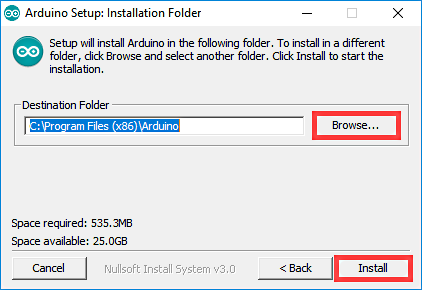 Arduino Setup: Installation Folder
Setup will install Arduino in the following folder. To install in a different
folder, click Browse and select another folder. Click Install to start the
installation.
Destination Folder
C:\Program Files (x86)\Arduino
Browse...
Space required: 535.3MB
Space available: 25.0GB
Cancel
Nullsoft Install System v3.0
< Back
Install